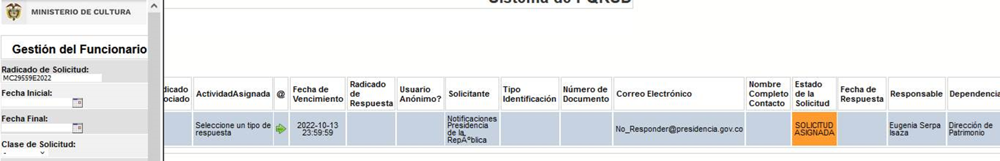 Sistema de PQRSD
MINISTERIO DE CULTURA
Gestión del Funcionario
Radicado de Solicitud:
MC29559E2022
Fecha Inicial:
Fecha Final:
Clase de Solicitud:
-
dicado
ociado
ActividadAsignada
@
Fecha de
Vencimiento
Radicado
de
Respuesta
Usuario
Anónimo?
Solicitante
Tipo
Identificación
Número de
Documento
Correo Electrónico
Nombre
Completo
Contacto
Estado
de la
Solicitud
Fecha de
Respuesta
Responsable
Dependencia
Seleccione un tipo de
respuesta
2022-10-13
23:59:59
Notificaciones
Presidencia
de la
RepÃºblica
No_Responder@presidencia.gov.co
SOLICITUD
ASIGNADA
Eugenia Serpa
Isaza
Dirección de
Patrimonio